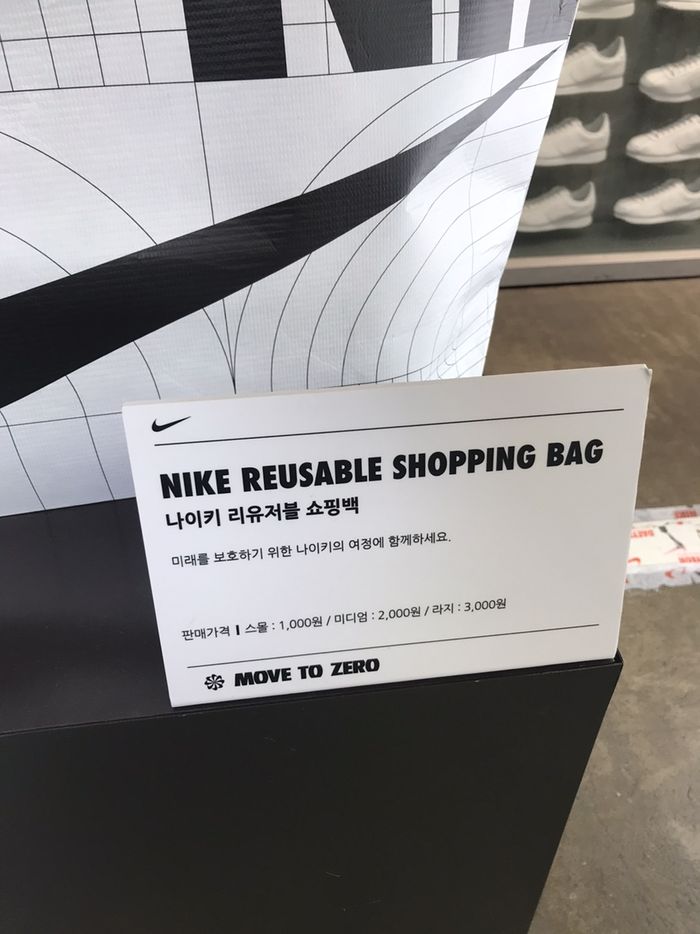 NIKE REUSABLE SHOPPING BAG
나이키 리유저블 쇼핑백
미래를 보호하기 위한 나이키의 여정에 함께하세요.
판매가격 | 스몰 : 1,000원 / 미디엄 : 2,000원 / 라지 : 3,000원
MOVE TO ZERO